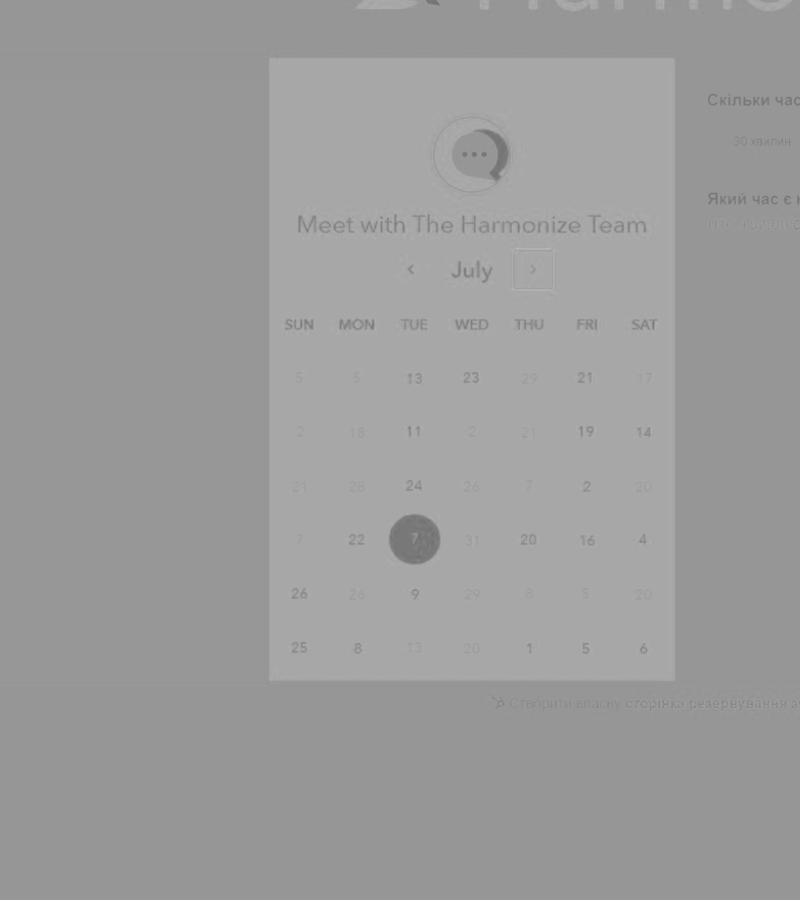 Скільки час
30 хвилин
Який час є
Meet with The Harmonize Team
July
SUN MON TUE WED THU FRI SAT
5 5 13 23 29 21 17
2 18 11 2 21 19 14
21 28 24 26 7 2 20
7 22 7 31 20 16 4
26 26 9 29 8 5 20
25 8 13 20 1 5 6
Створити власну сторінка резервування